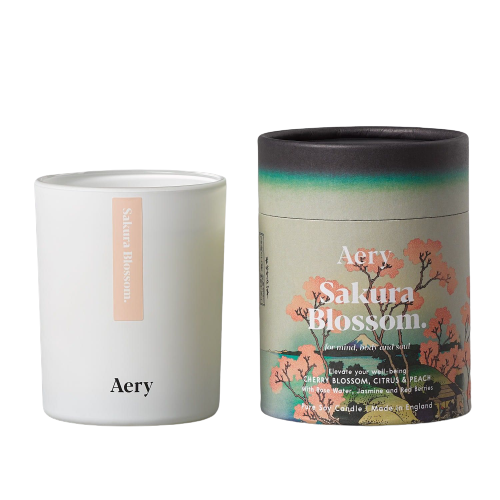 Sakura Blossom.
Aery
Aery
Sakura
Blossom.
for mind, body and soul
Elevate your well-being
CHERRY BLOSSOM, CITRUS & PEACH
with Rose Water, Jasmine and Red Berries
Pure Soy Candle | Made in England